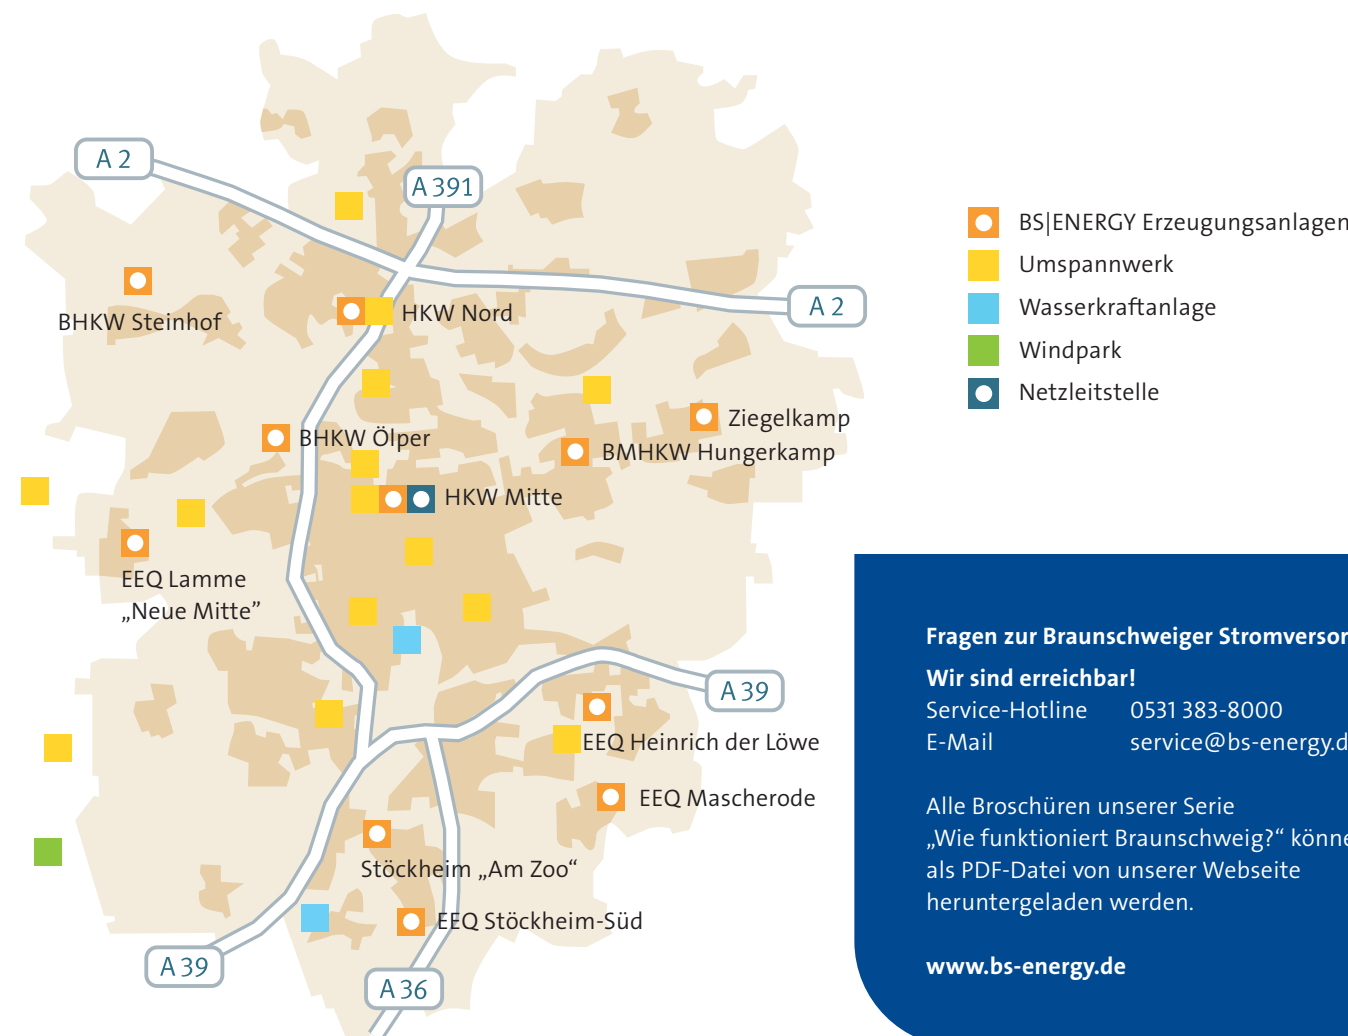 A 2
A 391
BHKW Steinhof
HKW Nord
A 2
Ziegelkamp
BHKW Ölper
BMHKW Hungerkamp
HKW Mitte
EEQ Lamme
„Neue Mitte”
A 39
EEQ Heinrich der Löwe
EEQ Mascherode
Stöckheim „Am Zoo“
EEQ Stöckheim-Süd
A 39
A 36
BS|ENERGY Erzeugungsanlagen
Umspannwerk
Wasserkraftanlage
Windpark
Netzleitstelle
Fragen zur Braunschweiger Stromversor
Wir sind erreichbar!
Service-Hotline 0531 383-8000
E-Mail service@bs-energy.d
Alle Broschüren unserer Serie
„Wie funktioniert Braunschweig?“ könne
als PDF-Datei von unserer Webseite
heruntergeladen werden.
www.bs-energy.de